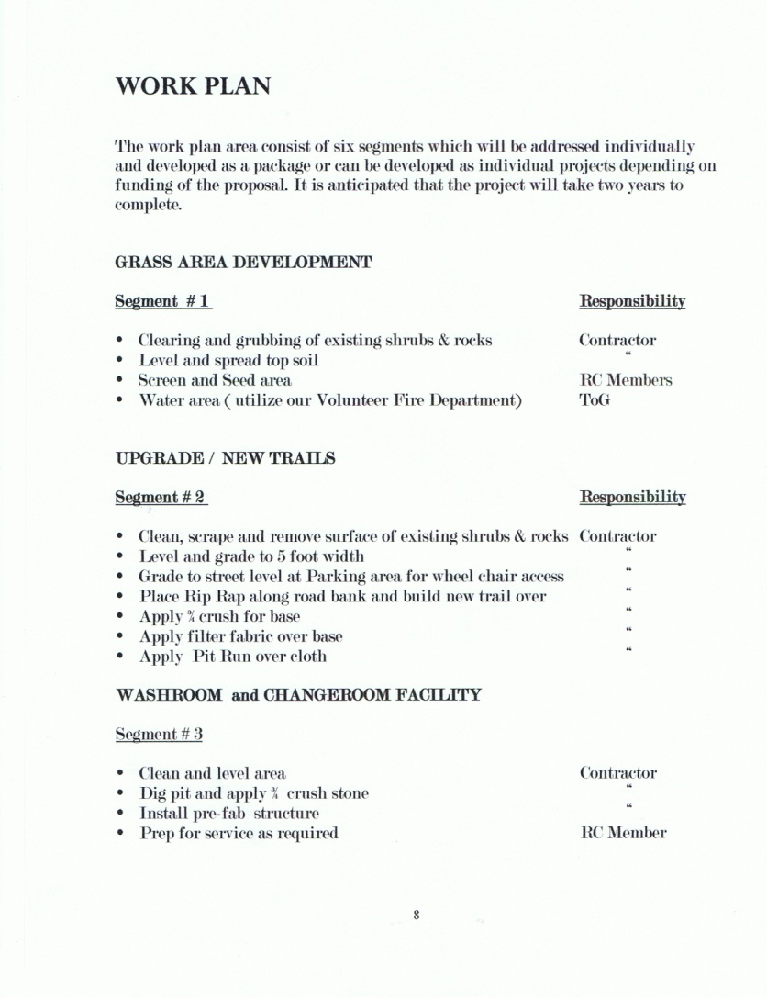 WORK PLAN
The work plan area consist of six segments which will be addressed individually
and developed as a package or can be developed as individual projects depending on
funding of the proposal. It is anticipated that the project will take two years to
complete.
GRASS AREA DEVELOPMENT
Segment # 1 Responsibility
• Clearing and grubbing of existing shrubs & rocks Contractor
• Level and spread top soil “
• Screen and Seed area RC Members
• Water area ( utilize our Volunteer Fire Department) ToG
UPGRADE / NEW TRAILS
Segment # 2 Responsibility
• Clean, scrape and remove surface of existing shrubs & rocks Contractor
• Level and grade to 5 foot width “
• Grade to street level at Parking area for wheel chair access “
• Place Rip Rap along road bank and build new trail over “
• Apply ¾ crush for base “
• Apply filter fabric over base “
• Apply Pit Run over cloth “
WASHROOM and CHANGEROOM FACILITY
Segment # 3
• Clean and level area Contractor
• Dig pit and apply ¾ crush stone “
• Install pre-fab structure “
• Prep for service as required RC Member
8